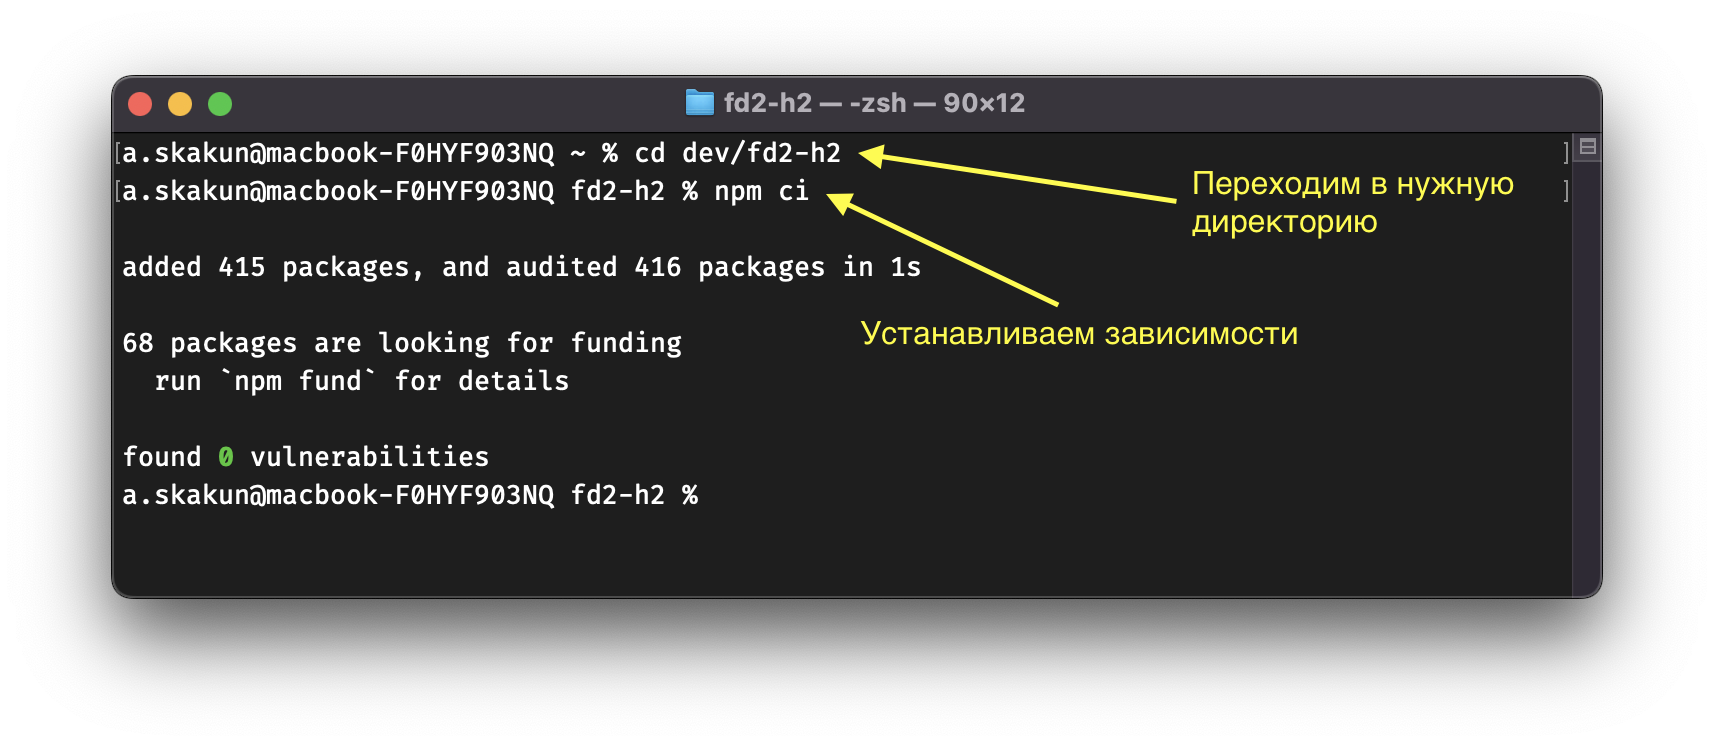 fd2-h2 — -zsh — 90×12
[a.skakun@macbook-F0HYF903NQ ~ % cd dev/fd2-h2 ]
[a.skakun@macbook-F0HYF903NQ fd2-h2 % npm ci ]
Переходим в нужную
директорию
added 415 packages, and audited 416 packages in 1s
Устанавливаем зависимости
68 packages are looking for funding
  run `npm fund` for details
found 0 vulnerabilities
a.skakun@macbook-F0HYF903NQ fd2-h2 %